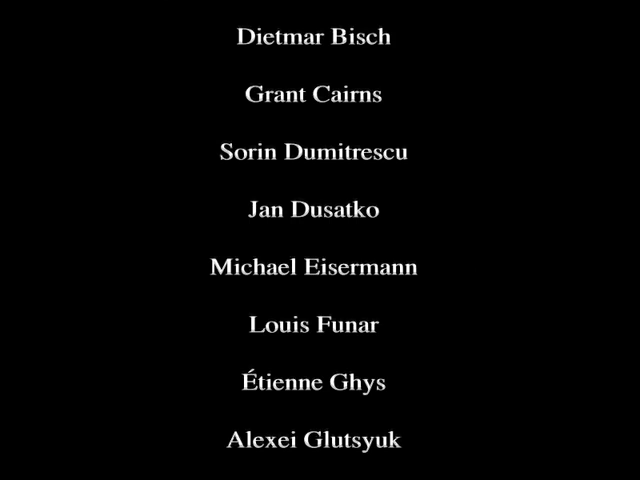 Dietmar Bisch
Grant Cairns
Sorin Dumitrescu
Jan Dusatko
Michael Eisermann
Louis Funar
Étienne Ghys
Alexei Glutsyuk